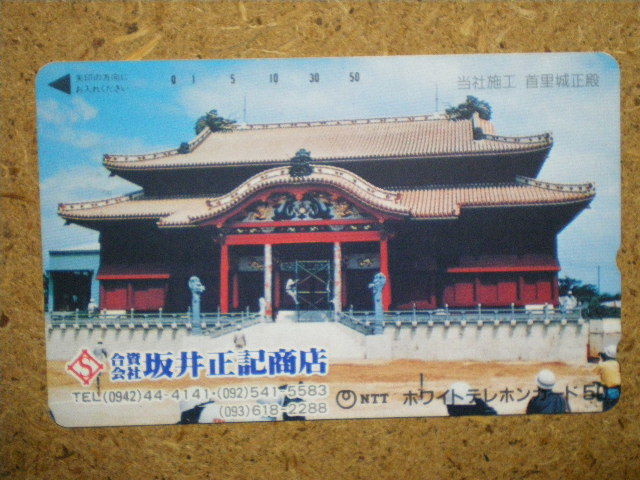 矢印の方向に
お入れください
0 1 5 10 30 50
当社施工 首里城正殿
合資会社 坂井正記商店
TEL(0942)44-4141・(092)541-5583
(093)618-2288
NTT ホワイトテレホンカード50